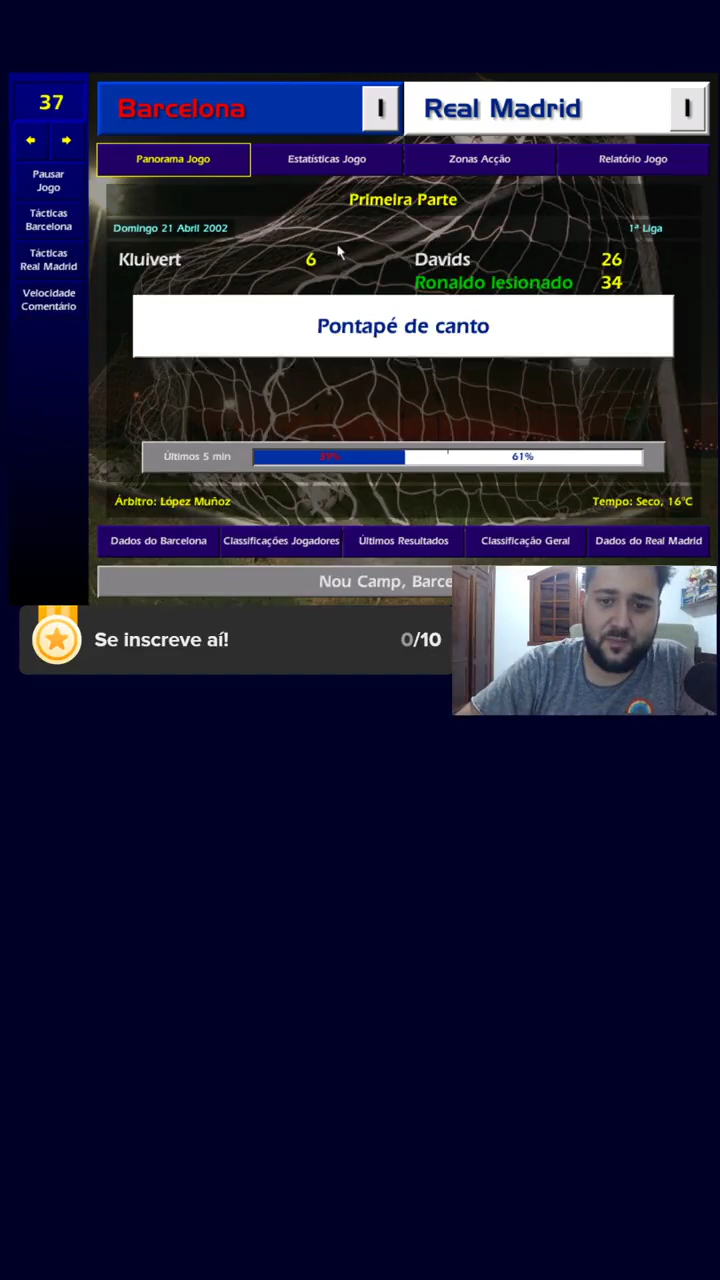 37
Barcelona 1
Real Madrid 1
Panorama Jogo
Estatísticas Jogo
Zonas Acção
Relatório Jogo
Pausar
Jogo
Tácticas
Barcelona
Tácticas
Real Madrid
Velocidade
Comentário
Primeira Parte
Domingo 21 Abril 2002
1ª Liga
Kluivert 6
Davids 26
Ronaldo lesionado 34
Pontapé de canto
Últimos 5 min
39%
61%
Árbitro: López Muñoz
Tempo: Seco, 16°C
Dados do Barcelona
Classificações Jogadores
Últimos Resultados
Classificação Geral
Dados do Real Madrid
Nou Camp, Barce
Se inscreve aí!
0/10